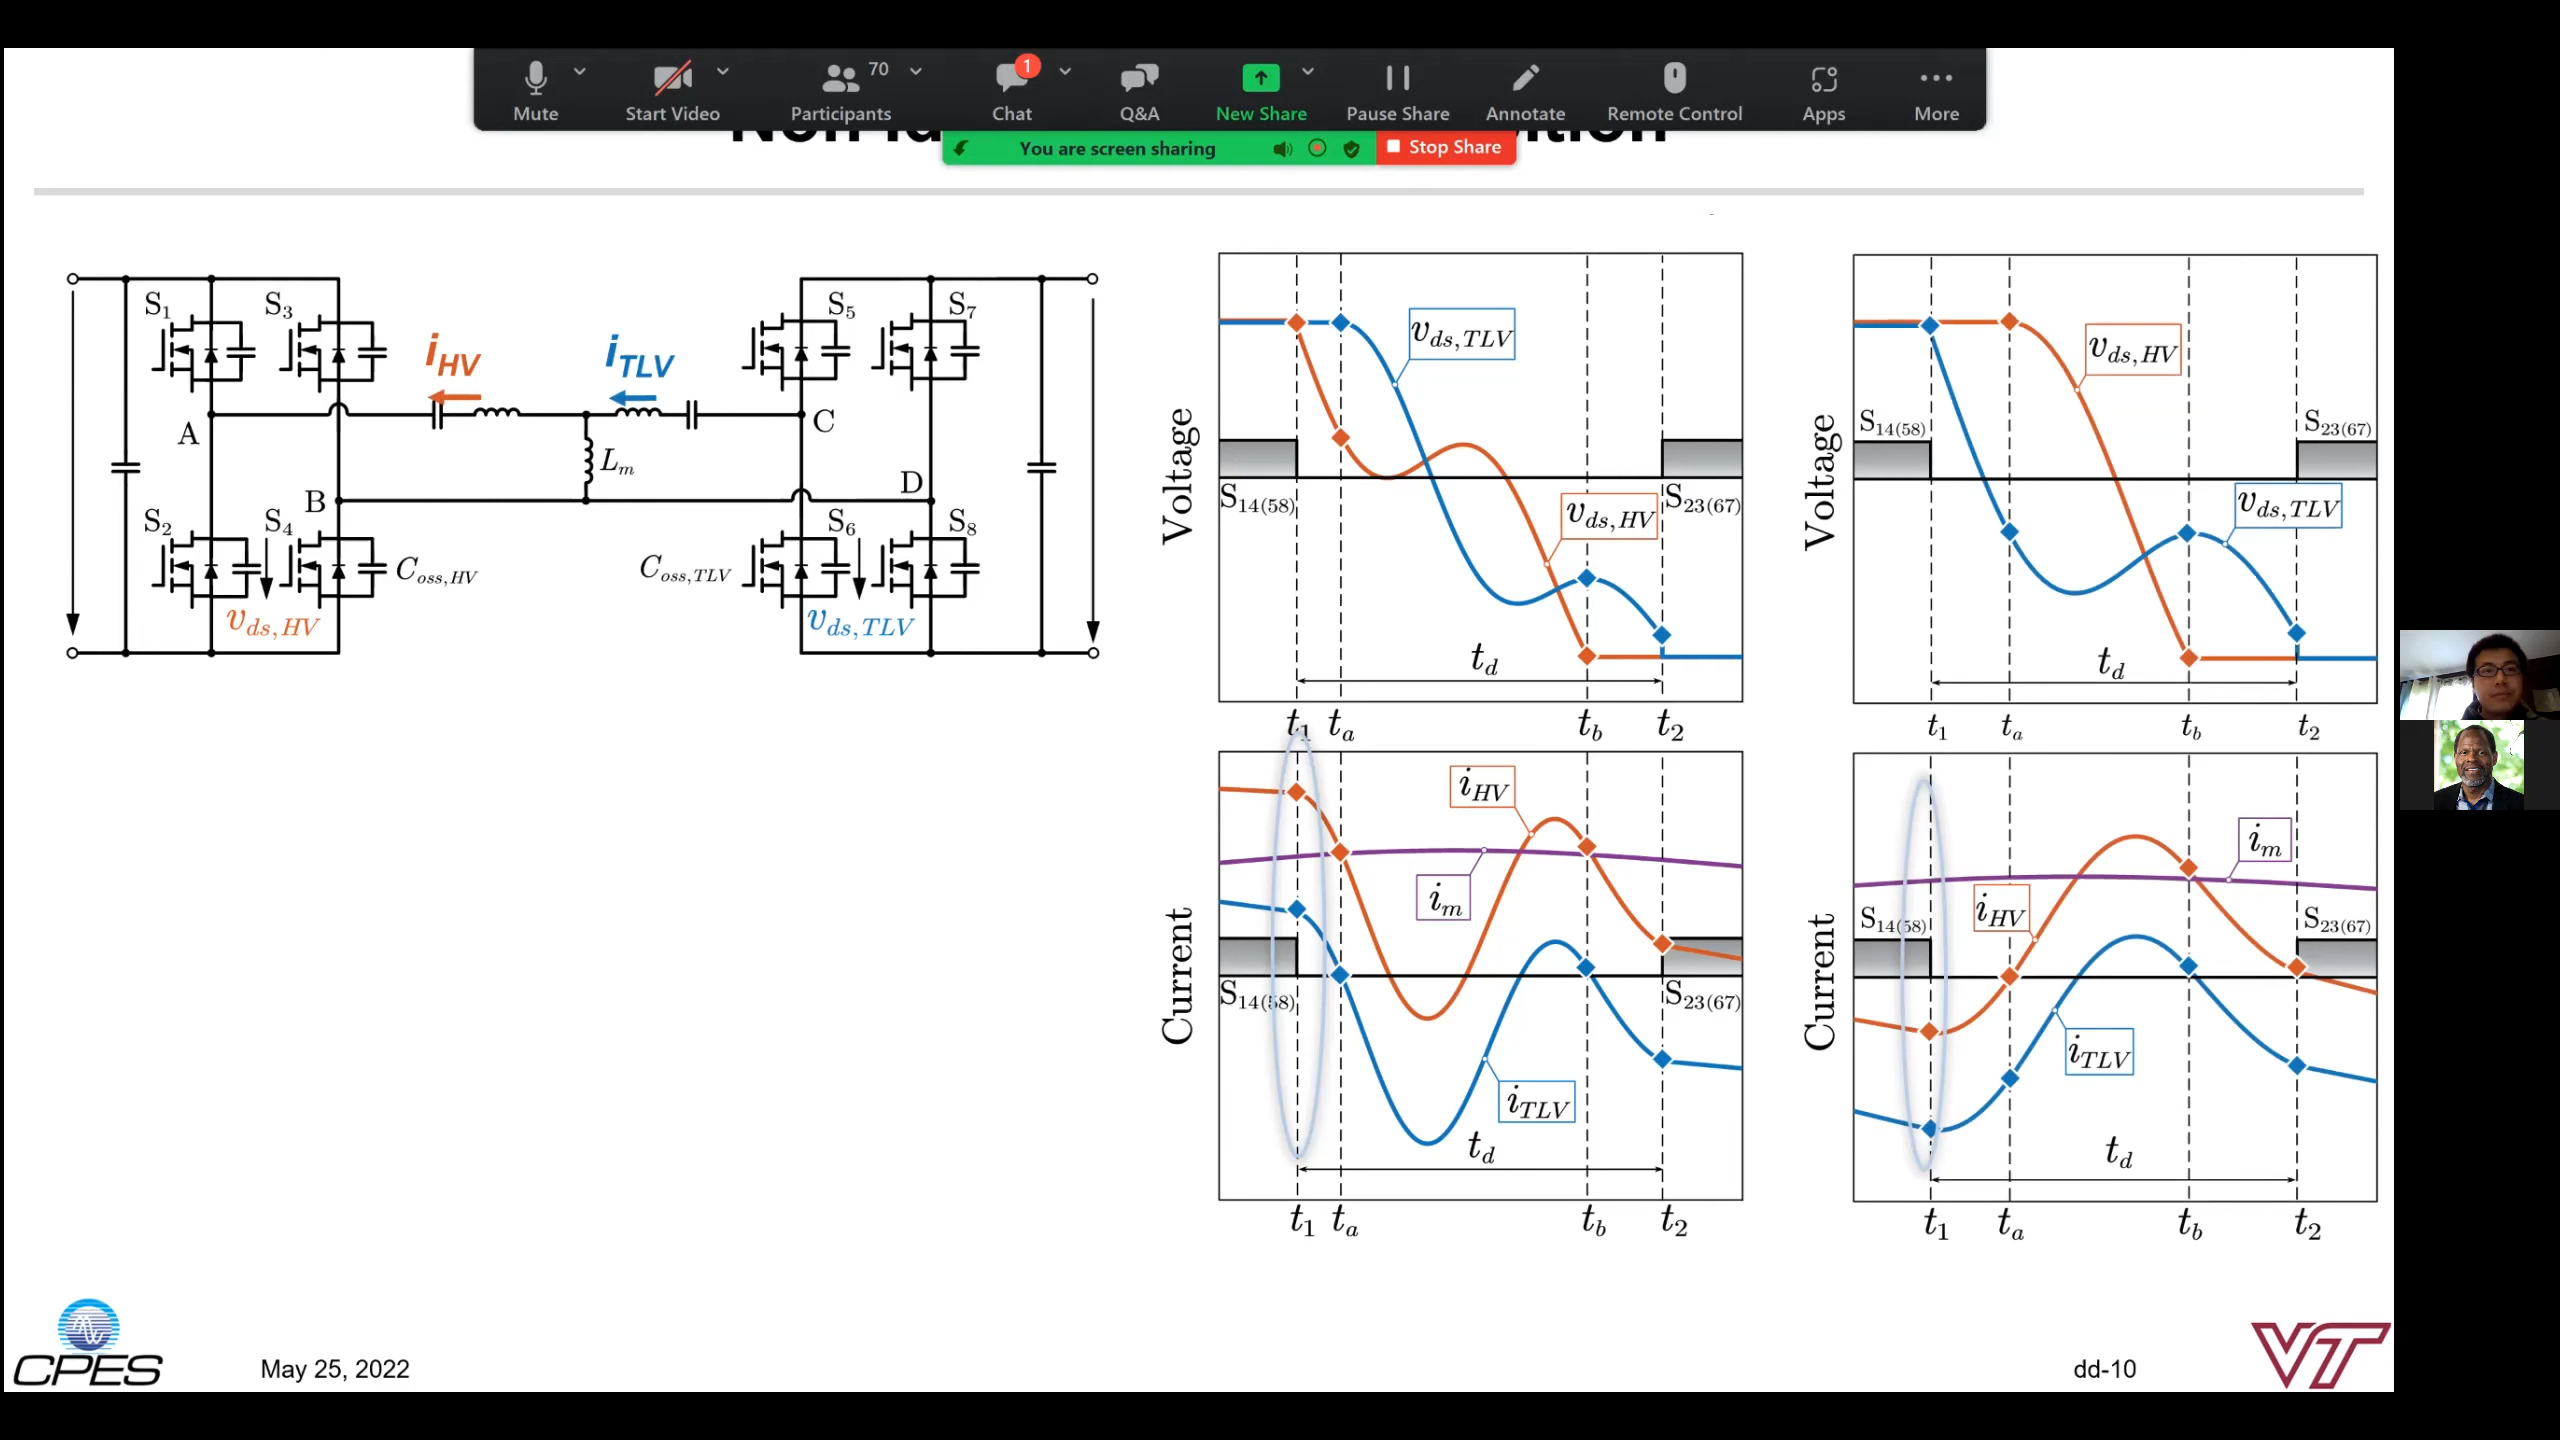 70
1
Mute
Start Video
Participants
Chat
Q&A
New Share
Pause Share
Annotate
Remote Control
Apps
More
You are screen sharing
Stop Share
S1
S3
iHV
iTLV
S5
S7
A
C
Lm
B
D
S2
S4
Coss,HV
Coss,TLV
S6
S8
vds,HV
vds,TLV
Voltage
vds,TLV
S14(58)
vds,HV
S23(67)
td
t1 ta tb t2
Voltage
vds,HV
S14(58)
S23(67)
vds,TLV
td
t1 ta tb t2
Current
iHV
im
S14(58)
S23(67)
iTLV
td
t1 ta tb t2
Current
im
S14(58)
iHV
S23(67)
iTLV
td
t1 ta tb t2
CPES
May 25, 2022
dd-10
VT